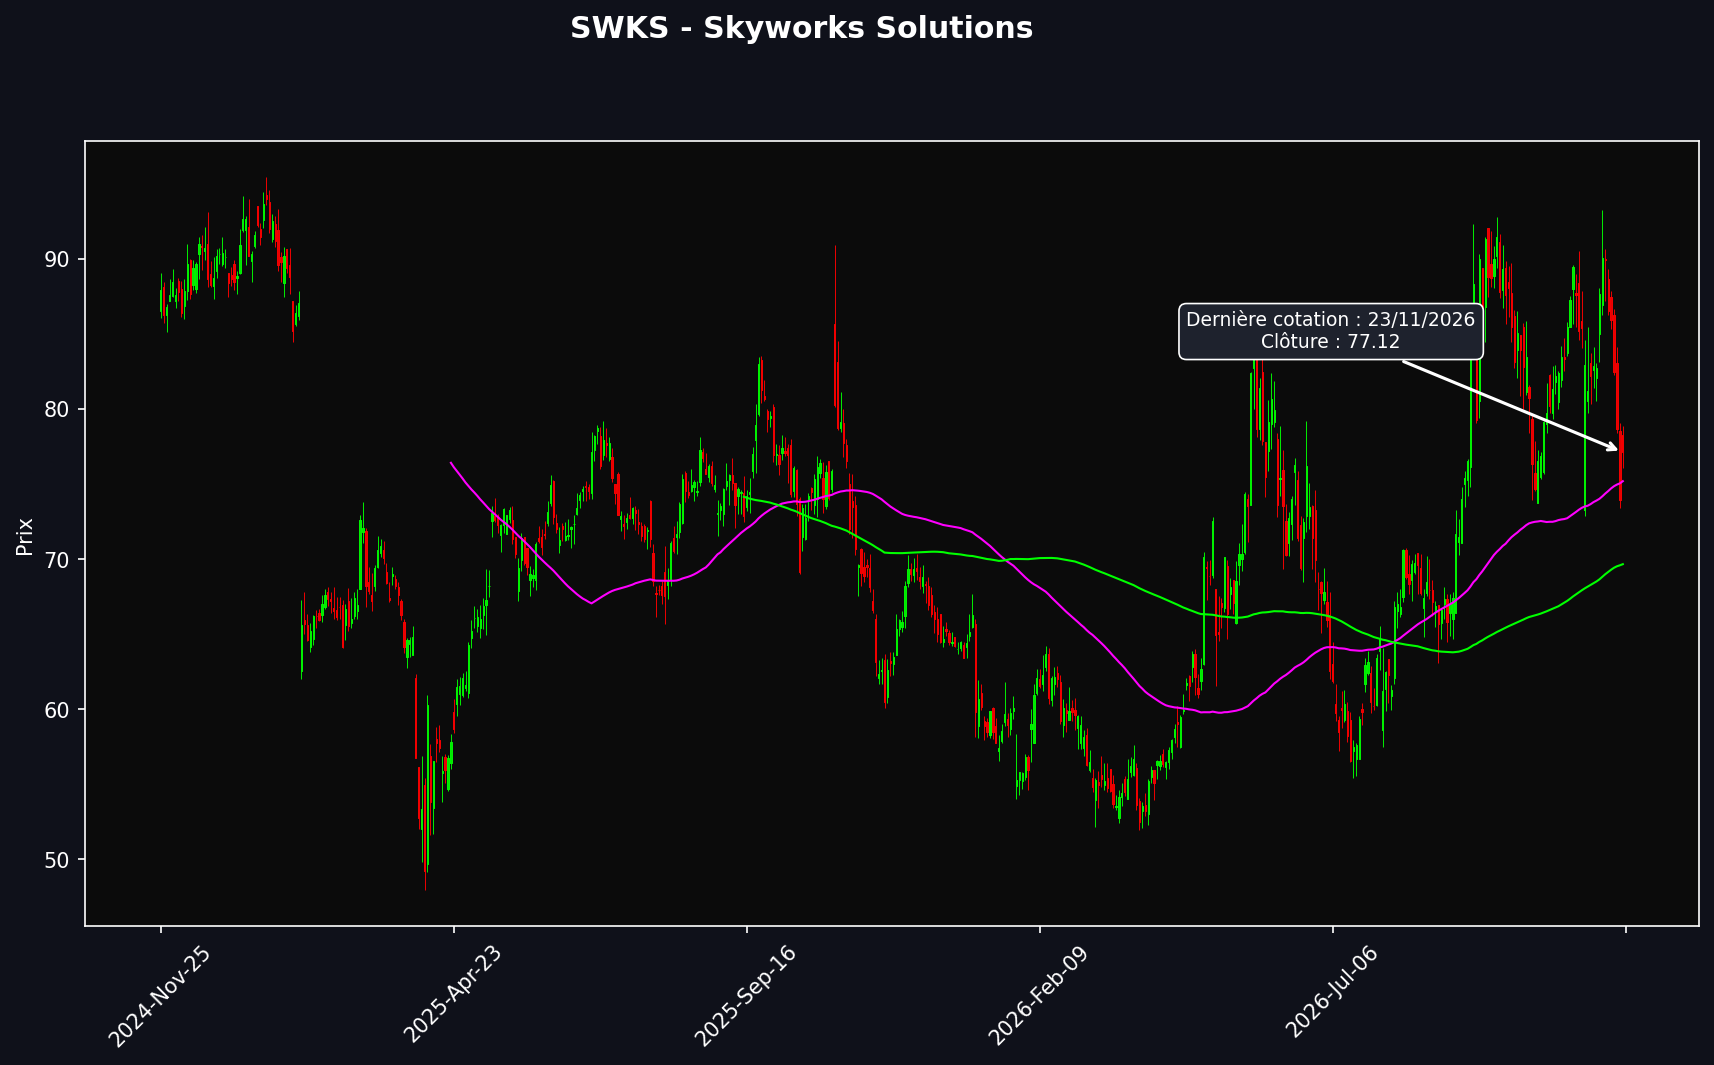 SWKS - Skyworks Solutions
Prix
90
80
70
60
50
Dernière cotation : 23/11/2026
Clôture : 77.12
2024-Nov-25
2025-Apr-23
2025-Sep-16
2026-Feb-09
2026-Jul-06